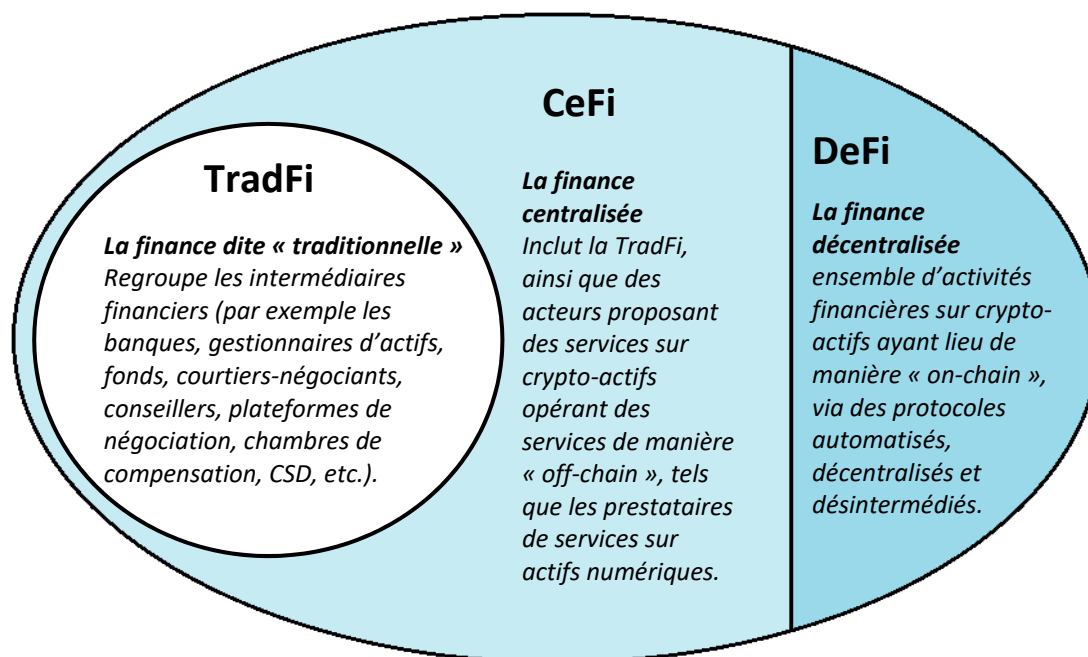 TradFi
La finance dite « traditionnelle »
Regroupe les intermédiaires
financiers (par exemple les
banques, gestionnaires d’actifs,
fonds, courtiers-négociants,
conseillers, plateformes de
négociation, chambres de
compensation, CSD, etc.).
CeFi
La finance
centralisée
Inclut la TradFi,
ainsi que des
acteurs proposant
des services sur
crypto-actifs
opérant des
services de manière
« off-chain », tels
que les prestataires
de services sur
actifs numériques.
DeFi
La finance
décentralisée
ensemble d’activités
financières sur crypto-
actifs ayant lieu de
manière « on-chain »,
via des protocoles
automatisés,
décentralisés et
désintermédiés.